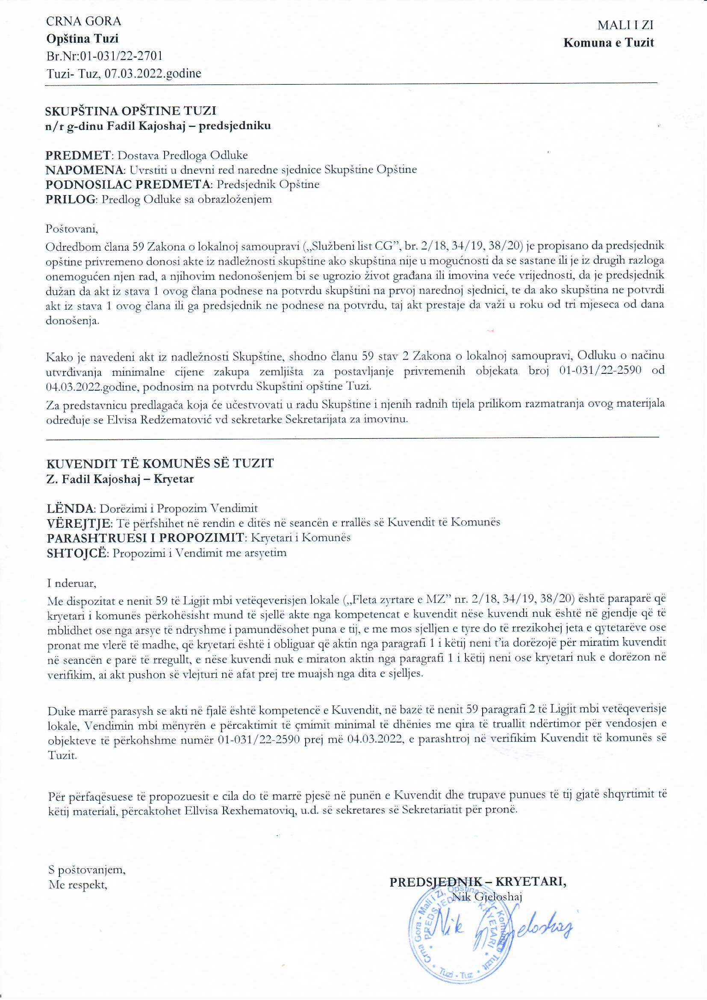 CRNA GORA
Opština Tuzi
Br.Nr:01-031/22-2701
Tuzi- Tuz, 07.03.2022.godine
MALI I ZI
Komuna e Tuzit
SKUPŠTINA OPŠTINE TUZI
n/r g-dinu Fadil Kajoshaj – predsjedniku
PREDMET: Dostava Predloga Odluke
NAPOMENA: Uvrstiti u dnevni red naredne sjednice Skupštine Opštine
PODNOSILAC PREDMETA: Predsjednik Opštine
PRILOG: Predlog Odluke sa obrazloženjem
Poštovani,
Odredbom člana 59 Zakona o lokalnoj samoupravi („Službeni list CG”, br. 2/18, 34/19, 38/20) je propisano da predsjednik
opštine privremeno donosi akte iz nadležnosti skupštine ako skupština nije u mogućnosti da se sastane ili je iz drugih razloga
onemogućen njen rad, a njihovim nedonošenjem bi se ugrozio život građana ili imovina veće vrijednosti, da je predsjednik
dužan da akt iz stava 1 ovog člana podnese na potvrdu skupštini na prvoj narednoj sjednici, te da ako skupština ne potvrdi
akt iz stava 1 ovog člana ili ga predsjednik ne podnese na potvrdu, taj akt prestaje da važi u roku od tri mjeseca od dana
donošenja.
Kako je navedeni akt iz nadležnosti Skupštine, shodno članu 59 stav 2 Zakona o lokalnoj samoupravi, Odluku o načinu
utvrđivanja minimalne cijene zakupa zemljišta za postavljanje privremenih objekata broj 01-031/22-2590 od
04.03.2022.godine, podnosim na potvrdu Skupštini opštine Tuzi.
Za predstavnicu predlagača koja će učestvovati u radu Skupštine i njenih radnih tijela prilikom razmatranja ovog materijala
određuje se Elvisa Redžematović vd sekretarke Sekretarijata za imovinu.
KUVENDIT TË KOMUNËS SË TUZIT
Z. Fadil Kajoshaj – Kryetar
LËNDA: Dorëzimi i Propozim Vendimit
VËREJTJE: Të përfshihet në rendin e ditës në seancën e rrallës së Kuvendit të Komunës
PARASHTRUESI I PROPOZIMIT: Kryetari i Komunës
SHTOJCË: Propozimi i Vendimit me arsyetim
I nderuar,
Me dispozitat e nenit 59 të Ligjit mbi vetëqeverisjen lokale („Fleta zyrtare e MZ” nr. 2/18, 34/19, 38/20) është paraparë që
kryetari i komunës përkohësisht mund të sjellë akte nga kompetencat e kuvendit nëse kuvendi nuk është në gjendje që të
mblidhet ose nga arsye të ndryshme i pamundësohet puna e tij, e me mos sjelljen e tyre do të rrezikohej jeta e qytetarëve ose
pronat me vlerë të madhe, që kryetari është i obliguar që aktin nga paragrafi 1 i këtij neni t’ia dorëzojë për miratim kuvendit
në seancën e parë të rregullt, e nëse kuvendi nuk e miraton aktin nga paragrafi 1 i këtij neni ose kryetari nuk e dorëzon në
verifikim, ai akt pushon së vlejturi në afat prej tre muajsh nga dita e sjelljes.
Duke marrë parasysh se akti në fjalë është kompetencë e Kuvendit, në bazë të nenit 59 paragrafi 2 të Ligjit mbi vetëqeverisje
lokale, Vendimin mbi mënyrën e përcaktimit të çmimit minimal të dhënies me qira të truallit ndërtimor për vendosjen e
objekteve të përkohshme numër 01-031/22-2590 prej më 04.03.2022, e parashtroj në verifikim Kuvendit të komunës së
Tuzit.
Për përfaqësuese të propozuesit e cila do të marrë pjesë në punën e Kuvendit dhe trupave punues të tij gjatë shqyrtimit të
këtij materiali, përcaktohet Ellvisa Rexhematoviq, u.d. së sekretares së Sekretariatit për pronë.
S poštovanjem,
Me respekt,
PREDSJEDNIK – KRYETARI,
Nik Gjeloshaj
Crna Gora - Mali i Zi, Opština Tuzi - Komuna e Tuzit
PREDSJEDNIK - KRYETARI
Tuzi - Tuz
Nik Gjeloshaj